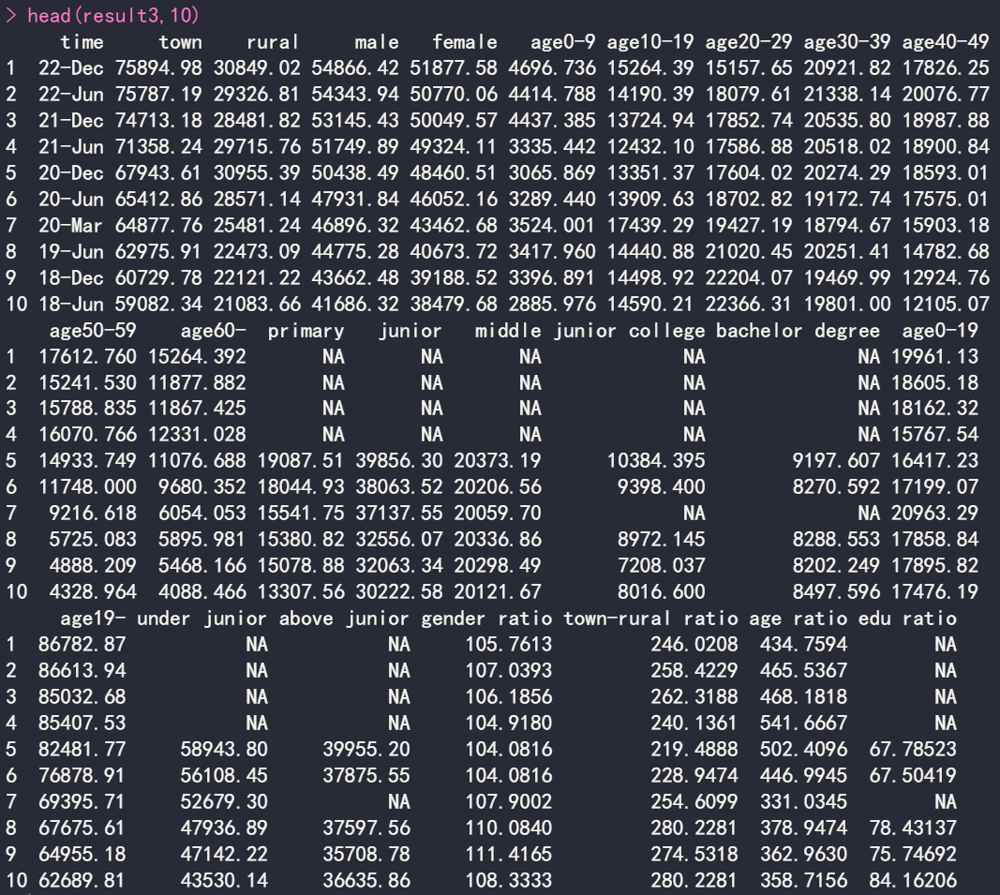 > head(result3,10)
time town rural male female age0-9 age10-19 age20-29 age30-39 age40-49
1 22-Dec 75894.98 30849.02 54866.42 51877.58 4696.736 15264.39 15157.65 20921.82 17826.25
2 22-Jun 75787.19 29326.81 54343.94 50770.06 4414.788 14190.39 18079.61 21338.14 20076.77
3 21-Dec 74713.18 28481.82 53145.43 50049.57 4437.385 13724.94 17852.74 20535.80 18987.88
4 21-Jun 71358.24 29715.76 51749.89 49324.11 3335.442 12432.10 17586.88 20518.02 18900.84
5 20-Dec 67943.61 30955.39 50438.49 48460.51 3065.869 13351.37 17604.02 20274.29 18593.01
6 20-Jun 65412.86 28571.14 47931.84 46052.16 3289.440 13909.63 18702.82 19172.74 17575.01
7 20-Mar 64877.76 25481.24 46896.32 43462.68 3524.001 17439.29 19427.19 18794.67 15903.18
8 19-Jun 62975.91 22473.09 44775.28 40673.72 3417.960 14440.88 21020.45 20251.41 14782.68
9 18-Dec 60729.78 22121.22 43662.48 39188.52 3396.891 14498.92 22204.07 19469.99 12924.76
10 18-Jun 59082.34 21083.66 41686.32 38479.68 2885.976 14590.21 22366.31 19801.00 12105.07
age50-59 age60- primary junior middle junior college bachelor degree age0-19
1 17612.760 15264.392 NA NA NA NA NA 19961.13
2 15241.530 11877.882 NA NA NA NA NA 18605.18
3 15788.835 11867.425 NA NA NA NA NA 18162.32
4 16070.766 12331.028 NA NA NA NA NA 15767.54
5 14933.749 11076.688 19087.51 39856.30 20373.19 10384.395 9197.607 16417.23
6 11748.000 9680.352 18044.93 38063.52 20206.56 9398.400 8270.592 17199.07
7 9216.618 6054.053 15541.75 37137.55 20059.70 NA NA 20963.29
8 5725.083 5895.981 15380.82 32556.07 20336.86 8972.145 8288.553 17858.84
9 4888.209 5468.166 15078.88 32063.34 20298.49 7208.037 8202.249 17895.82
10 4328.964 4088.466 13307.56 30222.58 20121.67 8016.600 8497.596 17476.19
age19- under junior above junior gender ratio town-rural ratio age ratio edu ratio
1 86782.87 NA NA 105.7613 246.0208 434.7594 NA
2 86613.94 NA NA 107.0393 258.4229 465.5367 NA
3 85032.68 NA NA 106.1856 262.3188 468.1818 NA
4 85407.53 NA NA 104.9180 240.1361 541.6667 NA
5 82481.77 58943.80 39955.20 104.0816 219.4888 502.4096 67.78523
6 76878.91 56108.45 37875.55 104.0816 228.9474 446.9945 67.50419
7 69395.71 52679.30 NA 107.9002 254.6099 331.0345 NA
8 67675.61 47936.89 37597.56 110.0840 280.2281 378.9474 78.43137
9 64955.18 47142.22 35708.78 111.4165 274.5318 362.9630 75.74692
10 62689.81 43530.14 36635.86 108.3333 280.2281 358.7156 84.16206